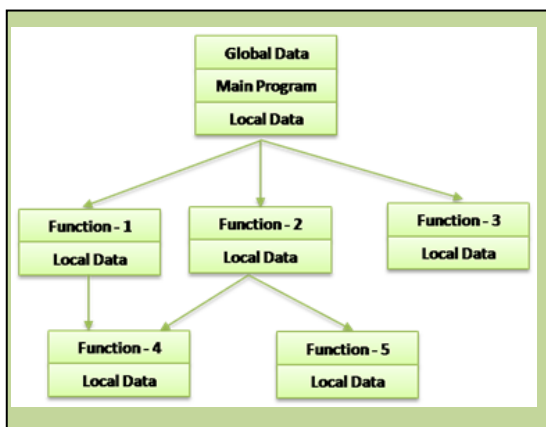 Global Data
Main Program
Local Data
Function - 1
Local Data
Function - 2
Local Data
Function - 3
Local Data
Function - 4
Local Data
Function - 5
Local Data